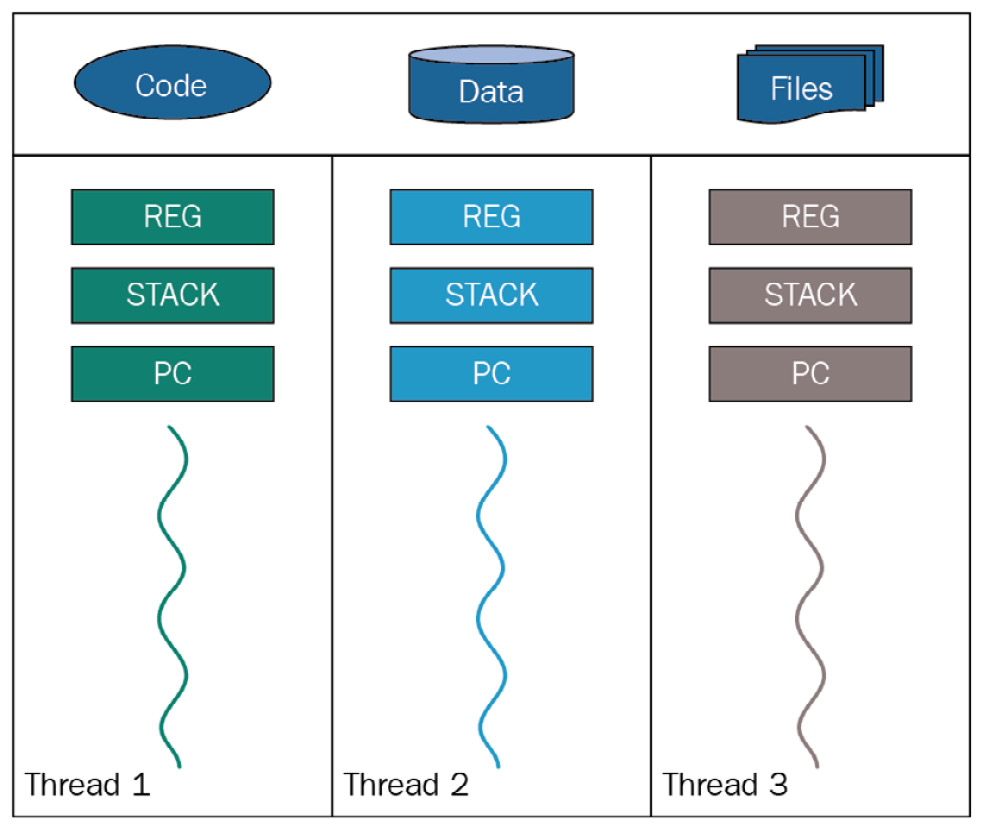 Code
Data
Files
REG
REG
REG
STACK
STACK
STACK
PC
PC
PC
Thread 1
Thread 2
Thread 3